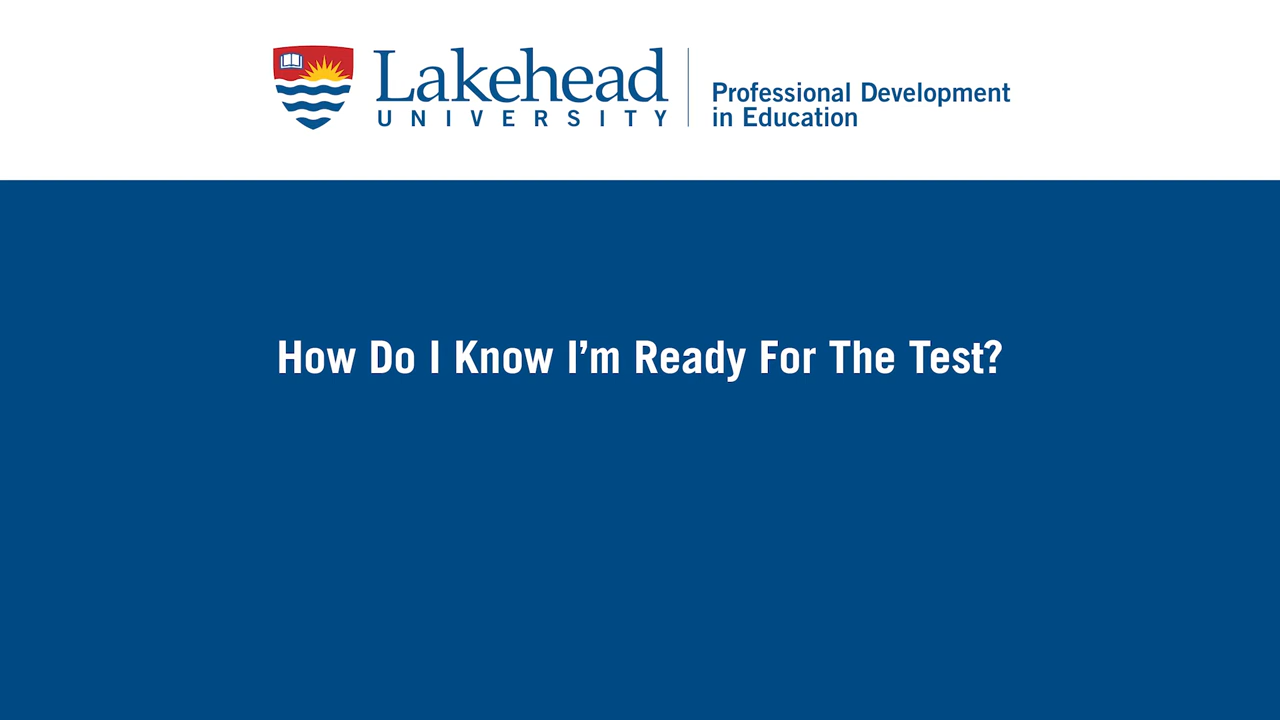 Lakehead
UNIVERSITY
Professional Development
in Education
How Do I Know I’m Ready For The Test?